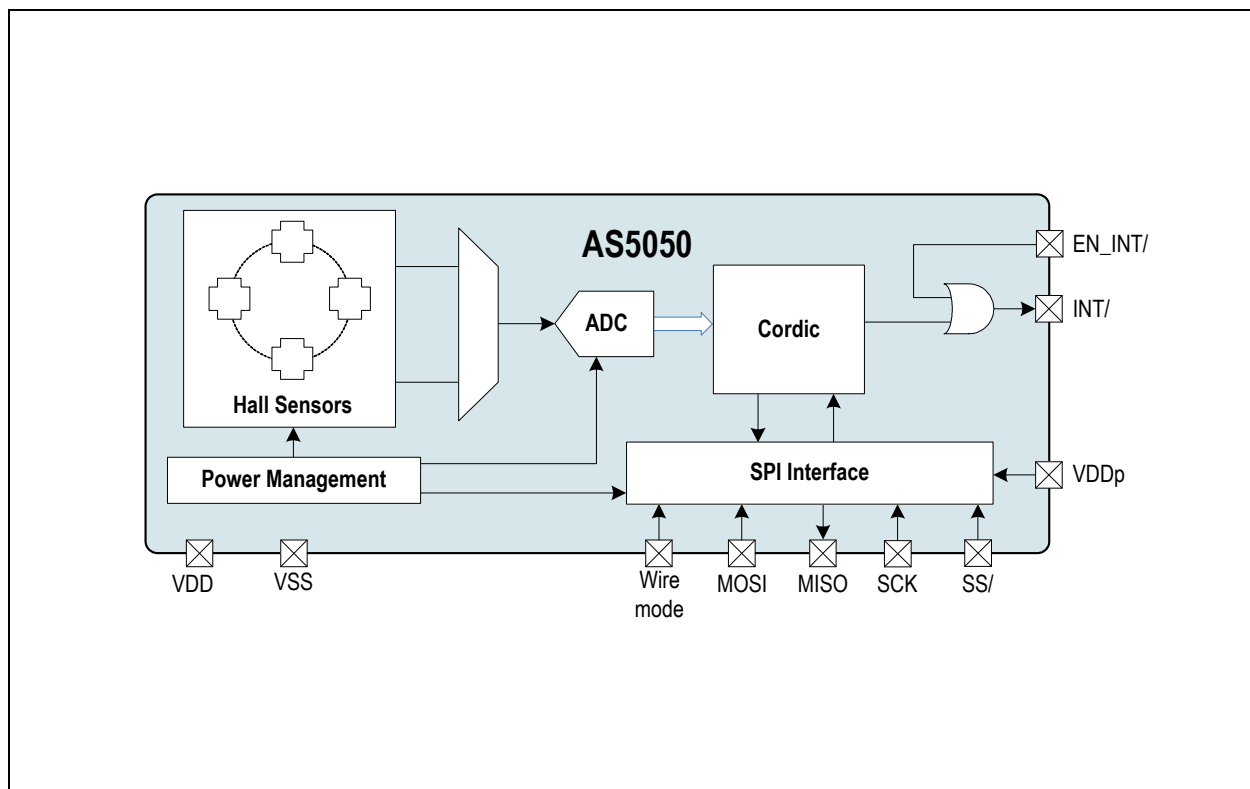 AS5050
EN_INT/
INT/
ADC
Cordic
Hall Sensors
Power Management
SPI Interface
VDDp
VDD
VSS
Wire
mode
MOSI
MISO
SCK
SS/